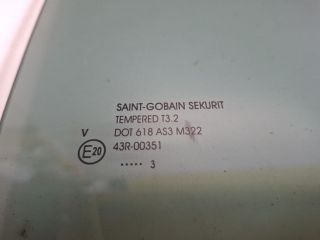 SAINT-GOBAIN SEKURIT
TEMPERED T3.2
V DOT 618 AS3 M322
E20 43R-00351
..... 3